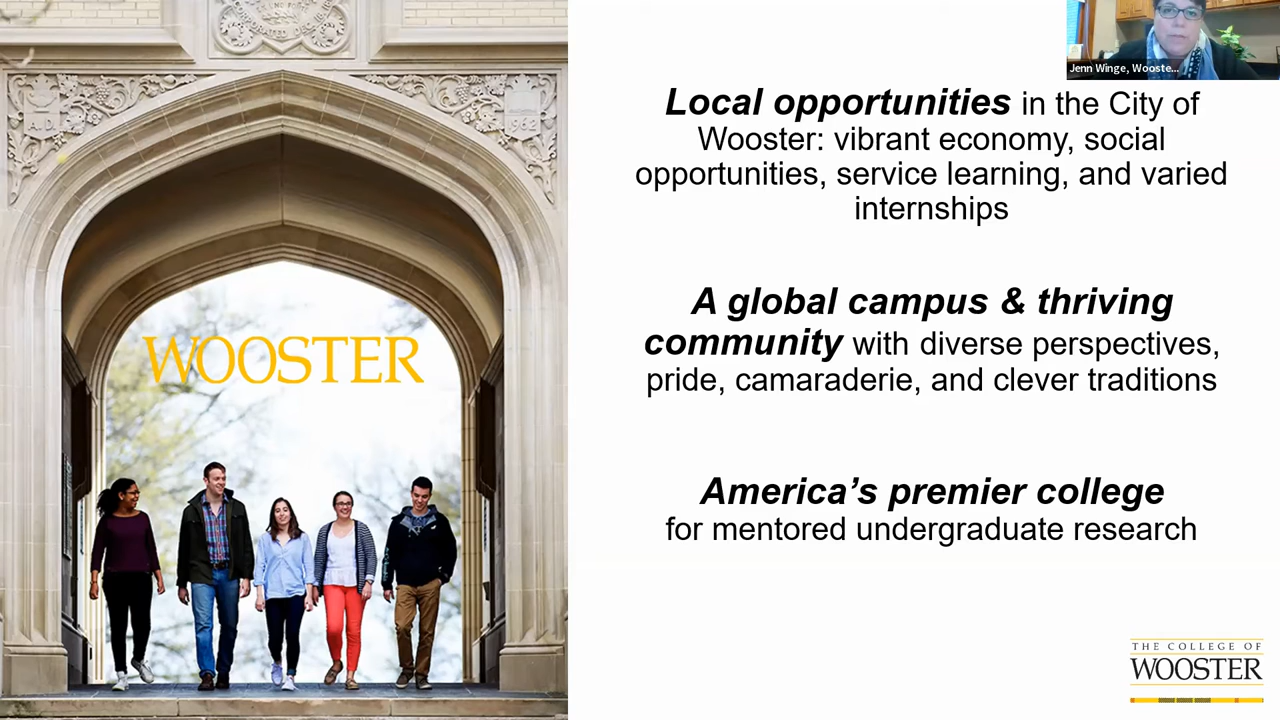 A.D.
1862
WOOSTER
Jenn Winge, Wooste...
Local opportunities in the City of
Wooster: vibrant economy, social
opportunities, service learning, and varied
internships
A global campus & thriving
community with diverse perspectives,
pride, camaraderie, and clever traditions
America’s premier college
for mentored undergraduate research
THE COLLEGE OF
WOOSTER